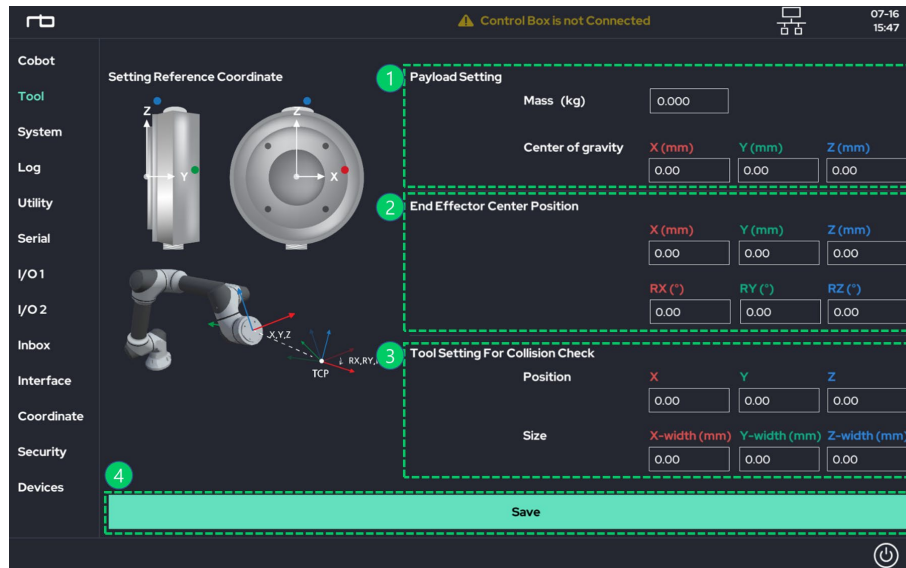 rb
Control Box is not Connected
07-16
15:47
Cobot
Tool
System
Log
Utility
Serial
I/O 1
I/O 2
Inbox
Interface
Coordinate
Security
Devices
Setting Reference Coordinate
Z
Y
Z
X
X,Y,Z
RX,RY,
TCP
1 Payload Setting
Mass (kg) 0.000
Center of gravity X (mm) Y (mm) Z (mm)
0.00 0.00 0.00
2 End Effector Center Position
X (mm) Y (mm) Z (mm)
0.00 0.00 0.00
RX (°) RY (°) RZ (°)
0.00 0.00 0.00
3 Tool Setting For Collision Check
Position X Y Z
0.00 0.00 0.00
Size X-width (mm) Y-width (mm) Z-width (mm)
0.00 0.00 0.00
4
Save